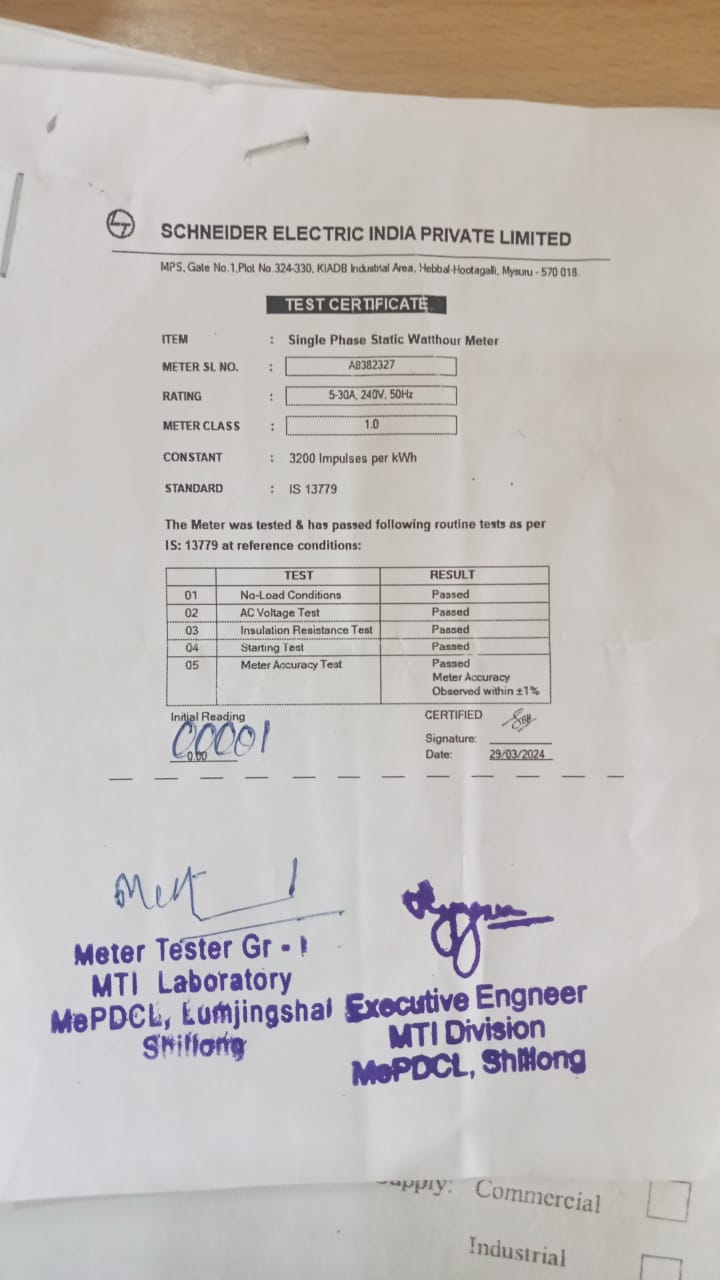 LT
SCHNEIDER ELECTRIC INDIA PRIVATE LIMITED
MPS, Gate No.1,Plot No.324-330, KIADB Industrial Area, Hebbal-Hootagalli, Mysuru - 570 018.
TEST CERTIFICATE
ITEM : Single Phase Static Watthour Meter
METER SL NO. : A8382327
RATING : 5-30A, 240V, 50Hz
METER CLASS : 1.0
CONSTANT : 3200 Impulses per kWh
STANDARD : IS 13779
The Meter was tested & has passed following routine tests as per
IS: 13779 at reference conditions:
TEST RESULT
01 No-Load Conditions Passed
02 AC Voltage Test Passed
03 Insulation Resistance Test Passed
04 Starting Test Passed
05 Meter Accuracy Test Passed
Meter Accuracy
Observed within ±1%
Initial Reading
00001
0.00
CERTIFIED
Signature:
Date: 29/03/2024
Meter Tester Gr - I
MTI Laboratory
MePDCL, Lumjingshai
Shillong
Executive Engneer
MTI Division
MePDCL, Shillong
Commercial
Industrial